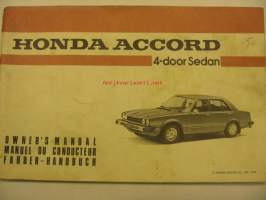 HONDA ACCORD
4-door Sedan
OWNER'S MANUAL
MANUEL DU CONDUCTEUR
FAHRER-HANDBUCH